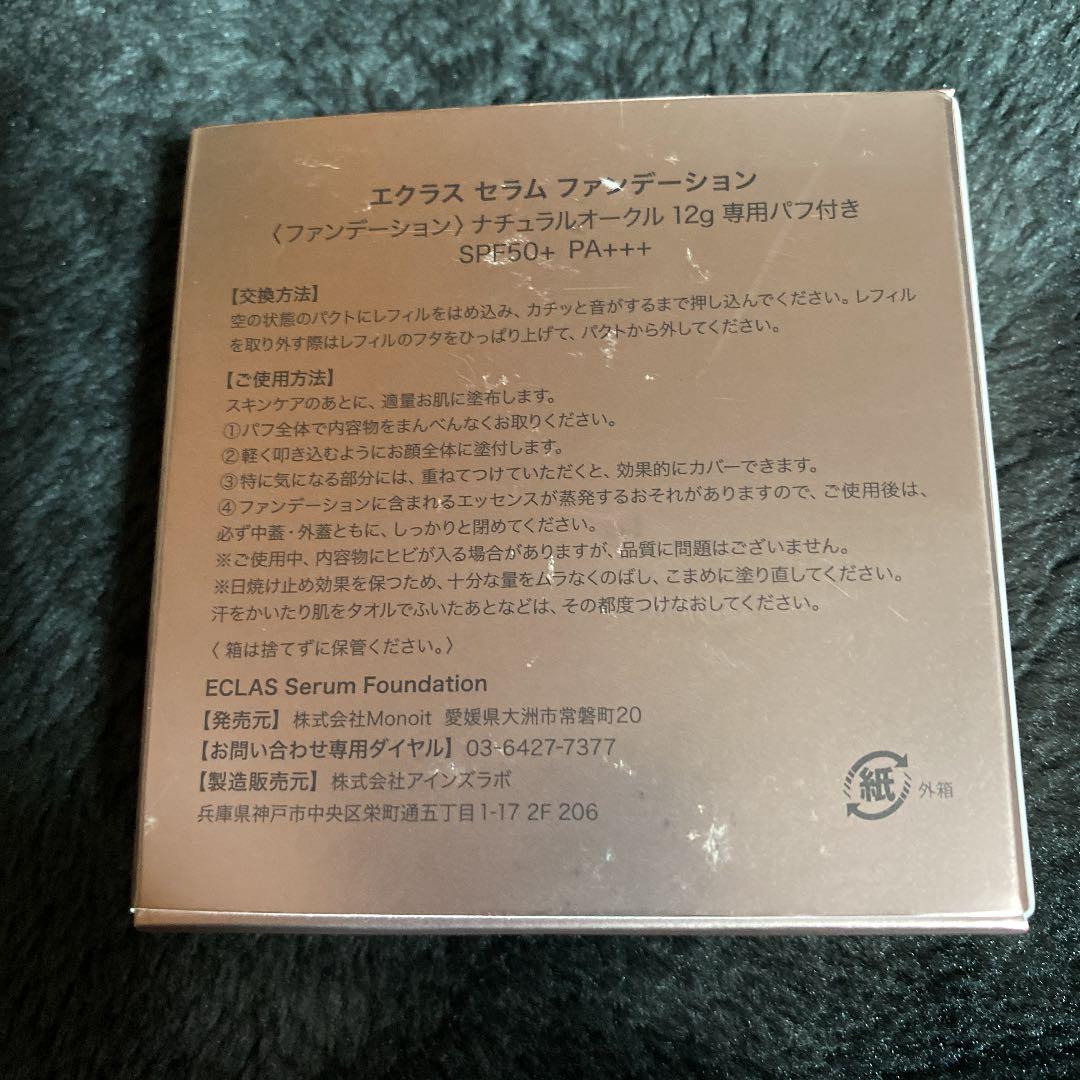 エクラス セラム ファンデーション
〈ファンデーション〉ナチュラルオークル 12g 専用パフ付き
SPF50+ PA+++
【交換方法】
空の状態のパクトにレフィルをはめ込み、カチッと音がするまで押し込んでください。レフィル
を取り外す際はレフィルのフタをひっぱり上げて、パクトから外してください。
【ご使用方法】
スキンケアのあとに、適量お肌に塗布します。
①パフ全体で内容物をまんべんなくお取りください。
②軽く叩き込むようにお顔全体に塗付します。
③特に気になる部分には、重ねてつけていただくと、効果的にカバーできます。
④ファンデーションに含まれるエッセンスが蒸発するおそれがありますので、ご使用後は、
必ず中蓋・外蓋ともに、しっかりと閉めてください。
※ご使用中、内容物にヒビが入る場合がありますが、品質に問題はございません。
※日焼け止め効果を保つため、十分な量をムラなくのばし、こまめに塗り直してください。
汗をかいたり肌をタオルでふいたあとなどは、その都度つけなおしてください。
〈 箱は捨てずに保管ください。〉
ECLAS Serum Foundation
【発売元】株式会社Monoit 愛媛県大洲市常磐町20
【お問い合わせ専用ダイヤル】03-6427-7377
【製造販売元】株式会社アインズラボ
兵庫県神戸市中央区栄町通五丁目1-17 2F 206
紙 外箱